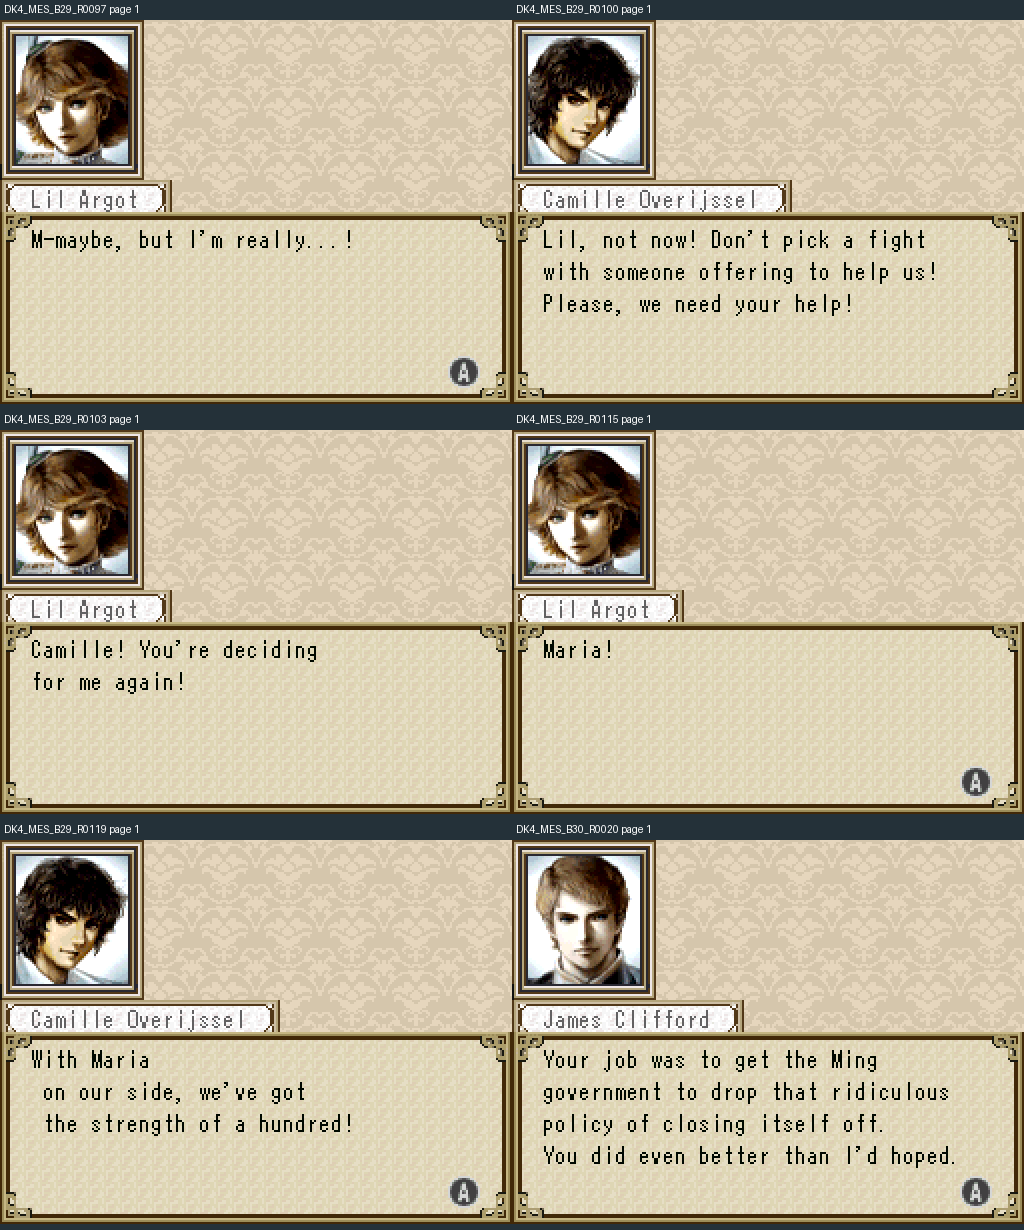 DK4_MES_B29_R0097 page 1
Lil Argot
M-maybe, but I'm really...!
A
DK4_MES_B29_R0100 page 1
Camille Overijssel
Lil, not now! Don't pick a fight
with someone offering to help us!
Please, we need your help!
DK4_MES_B29_R0103 page 1
Lil Argot
Camille! You're deciding
for me again!
DK4_MES_B29_R0115 page 1
Lil Argot
Maria!
A
DK4_MES_B29_R0119 page 1
Camille Overijssel
With Maria
on our side, we've got
the strength of a hundred!
A
DK4_MES_B30_R0020 page 1
James Clifford
Your job was to get the Ming
government to drop that ridiculous
policy of closing itself off.
You did even better than I'd hoped.
A